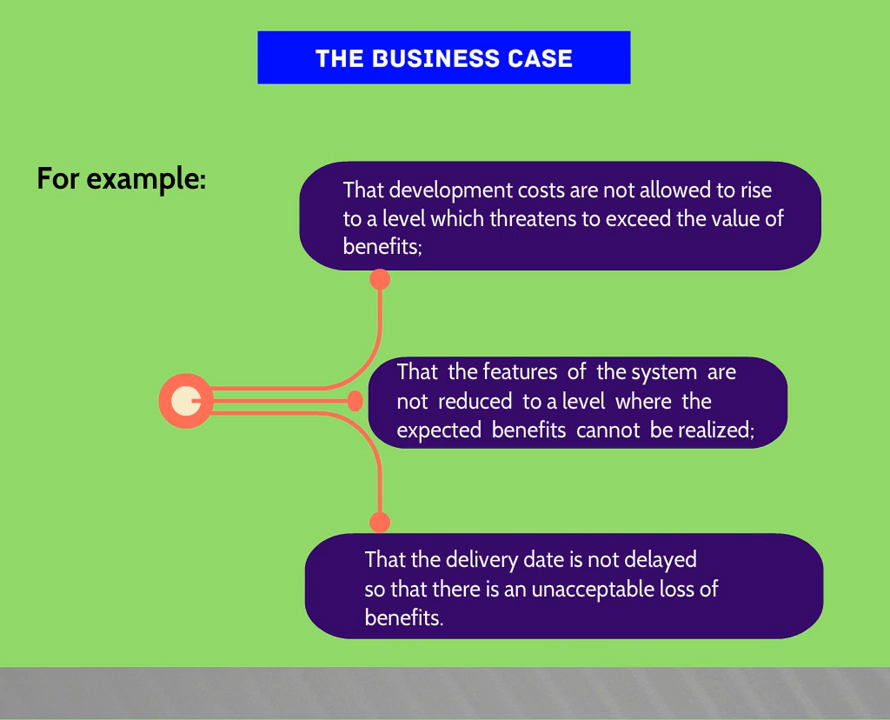 THE BUSINESS CASE
For example:
That development costs are not allowed to rise
to a level which threatens to exceed the value of
benefits;
That the features of the system are
not reduced to a level where the
expected benefits cannot be realized;
That the delivery date is not delayed
so that there is an unacceptable loss of
benefits.